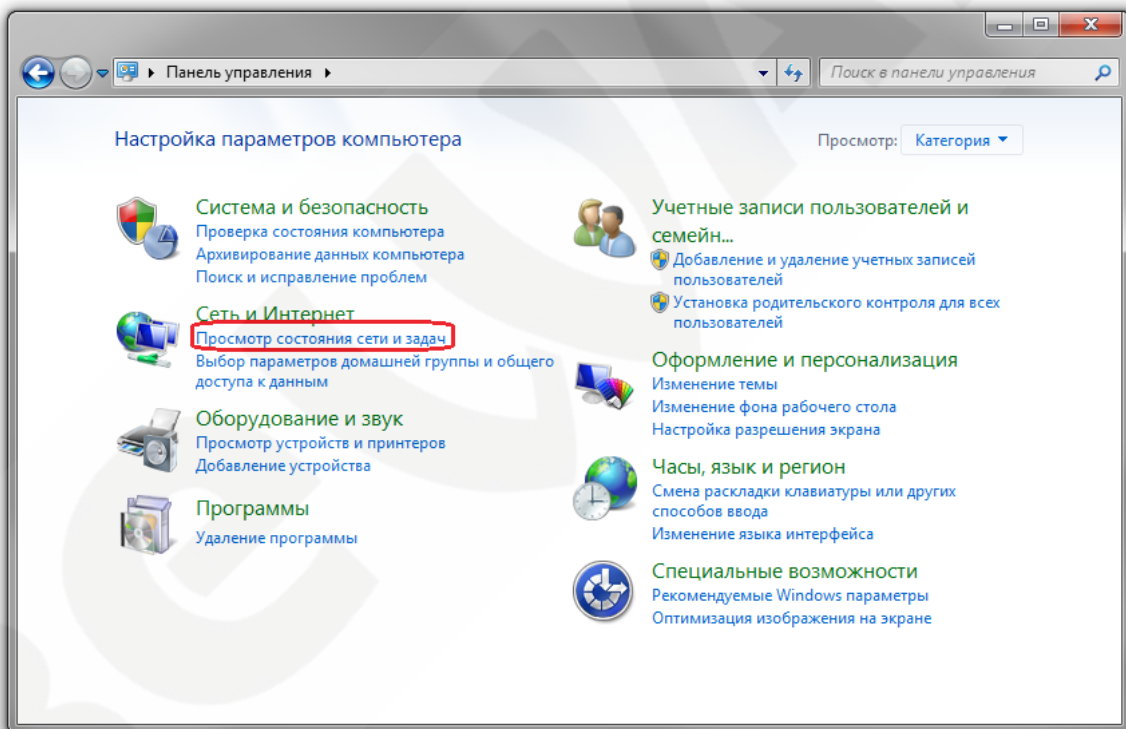 Панель управления
Поиск в панели управления
Настройка параметров компьютера
Просмотр: Категория
Система и безопасность
Проверка состояния компьютера
Архивирование данных компьютера
Поиск и исправление проблем
Сеть и Интернет
Просмотр состояния сети и задач
Выбор параметров домашней группы и общего
доступа к данным
Оборудование и звук
Просмотр устройств и принтеров
Добавление устройства
Программы
Удаление программы
Учетные записи пользователей и
семейн...
Добавление и удаление учетных записей
пользователей
Установка родительского контроля для всех
пользователей
Оформление и персонализация
Изменение темы
Изменение фона рабочего стола
Настройка разрешения экрана
Часы, язык и регион
Смена раскладки клавиатуры или других
способов ввода
Изменение языка интерфейса
Специальные возможности
Рекомендуемые Windows параметры
Оптимизация изображения на экране